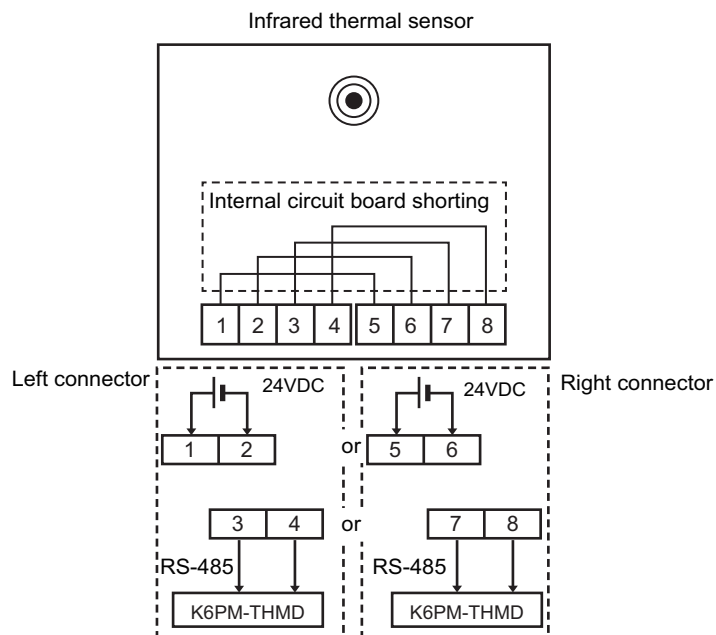 Infrared thermal sensor
Internal circuit board shorting
1 2 3 4 5 6 7 8
Left connector
24VDC
24VDC
Right connector
1 2 or 5 6
3 4 or 7 8
RS-485
RS-485
K6PM-THMD
K6PM-THMD